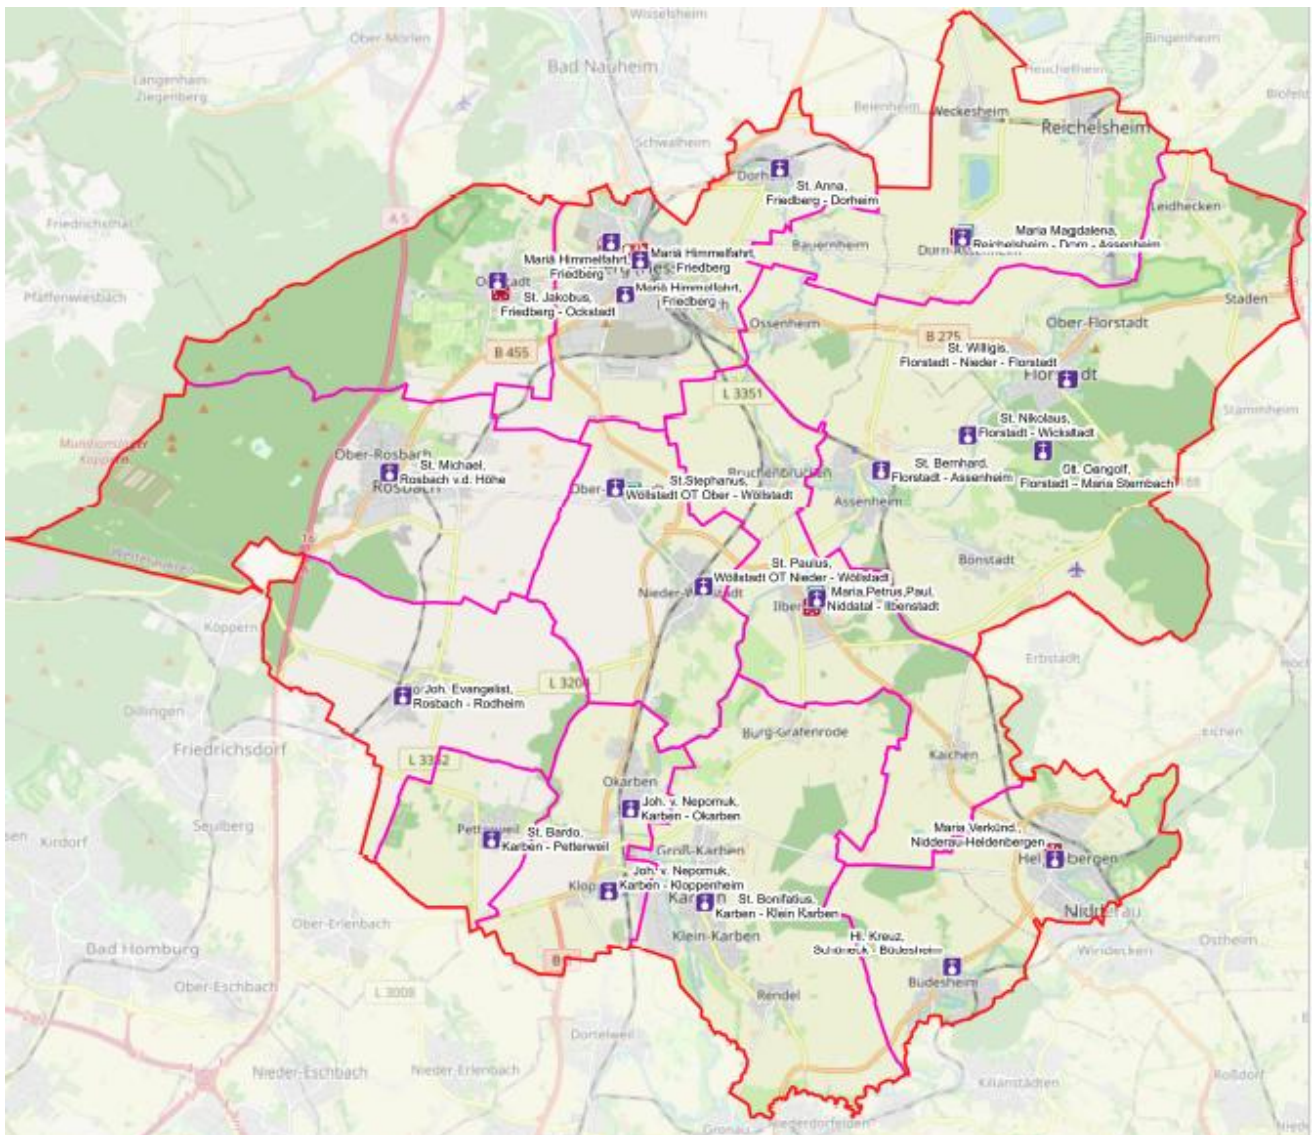 Wisselsheim
Ober-Mörlen
Bingenheim
Bad Nauheim
Heuchelheim
Langenhain-
Ziegenberg
Beienheim
Weckesheim
Reichelsheim
Schwalheim
St. Anna,
Friedberg - Dorheim
Leidhecken
A 5
Friedrichsthal
Maria Magdalena,
Reichelsheim - Dorn - Assenheim
Bauernheim
Mariä Himmelfahrt,
Friedberg
Mariä Himmelfahrt,
Friedberg
Mariä Himmelfahrt,
Friedberg
Pfaffenwiesbach
St. Jakobus,
Friedberg - Ockstadt
Staden
Ossenheim
Ober-Florstadt
B 275
B 455
St. Willigis,
Florstadt - Nieder - Florstadt
L 3351
Stammheim
St. Nikolaus,
Florstadt - Wickstadt
Ober-Rosbach
St. Michael,
Rosbach v.d. Höhe
Rosbach
Bruchenbrücken
St. Bernhard,
Florstadt - Assenheim
St. Gangolf,
Florstadt - Maria Sternbach
St.Stephanus,
Wöllstadt OT Ober - Wöllstadt
Assenheim
16
Bönstadt
St. Paulus,
Wöllstadt OT Nieder - Wöllstadt
Maria,Petrus,Paul,
Niddatal - Ilbenstadt
Köppern
Erbstadt
L 3204
Joh. Evangelist,
Rosbach - Rodheim
Dillingen
Friedrichsdorf
Burg-Gräfenrode
Eichen
Kaichen
L 3352
Okarben
Joh. v. Nepomuk,
Karben - Okarben
Seulberg
Kirdorf
St. Bardo,
Karben - Petterweil
Maria Verkünd.,
Nidderau-Heldenbergen
Groß-Karben
Joh. v. Nepomuk,
Karben - Kloppenheim
St. Bonifatius,
Karben - Klein Karben
Nidderau
Ober-Erlenbach
Klein-Karben
Hl. Kreuz,
Schöneck - Büdesheim
Bad Homburg
Ostheim
Windecken
Ober-Eschbach
Büdesheim
L 3008
Rendel
Dortelweil
Nieder-Eschbach
Nieder-Erlenbach
Kilianstädten
Roßdorf
Gronau
Niederdorfelden